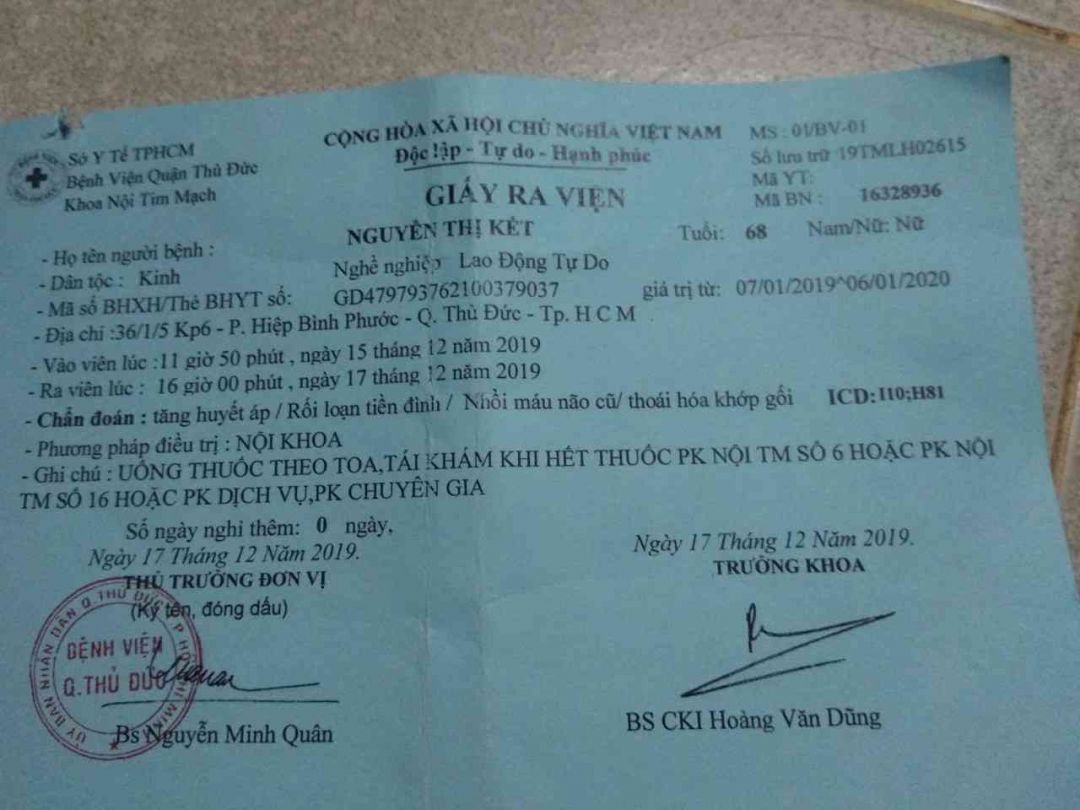 Sở Y Tế TPHCM
Bệnh Viện Quận Thủ Đức
Khoa Nội Tim Mạch
CỘNG HÒA XÃ HỘI CHỦ NGHĨA VIỆT NAM
Độc lập - Tự do - Hạnh phúc
GIẤY RA VIỆN
MS : 01/BV-01
Số lưu trữ 19TMLH02615
Mã YT:
Mã BN : 16328936
- Họ tên người bệnh : NGUYỄN THỊ KẾT Tuổi: 68 Nam/Nữ: Nữ
- Dân tộc : Kinh Nghề nghiệp Lao Động Tự Do
- Mã số BHXH/Thẻ BHYT số: GD479793762100379037 giá trị từ: 07/01/2019^06/01/2020
- Địa chỉ :36/1/5 Kp6 - P. Hiệp Bình Phước - Q. Thủ Đức - Tp. H C M
- Vào viện lúc :11 giờ 50 phút , ngày 15 tháng 12 năm 2019
- Ra viện lúc : 16 giờ 00 phút , ngày 17 tháng 12 năm 2019
- Chẩn đoán : tăng huyết áp / Rối loạn tiền đình / Nhồi máu não cũ/ thoái hóa khớp gối ICD: I10;H81
- Phương pháp điều trị : NỘI KHOA
- Ghi chú : UỐNG THUỐC THEO TOA,TÁI KHÁM KHI HẾT THUỐC PK NỘI TM SỐ 6 HOẶC PK NỘI
TM SỐ 16 HOẶC PK DỊCH VỤ,PK CHUYÊN GIA
Số ngày nghỉ thêm: 0 ngày,
Ngày 17 Tháng 12 Năm 2019.
THỦ TRƯỞNG ĐƠN VỊ
(Ký tên, đóng dấu)
BỆNH VIỆN
Q.THỦ ĐỨC
ỦY BAN NHÂN DÂN Q. THỦ ĐỨC T.P HỒ CHÍ MINH
Bs Nguyễn Minh Quân
Ngày 17 Tháng 12 Năm 2019.
TRƯỞNG KHOA
BS CKI Hoàng Văn Dũng